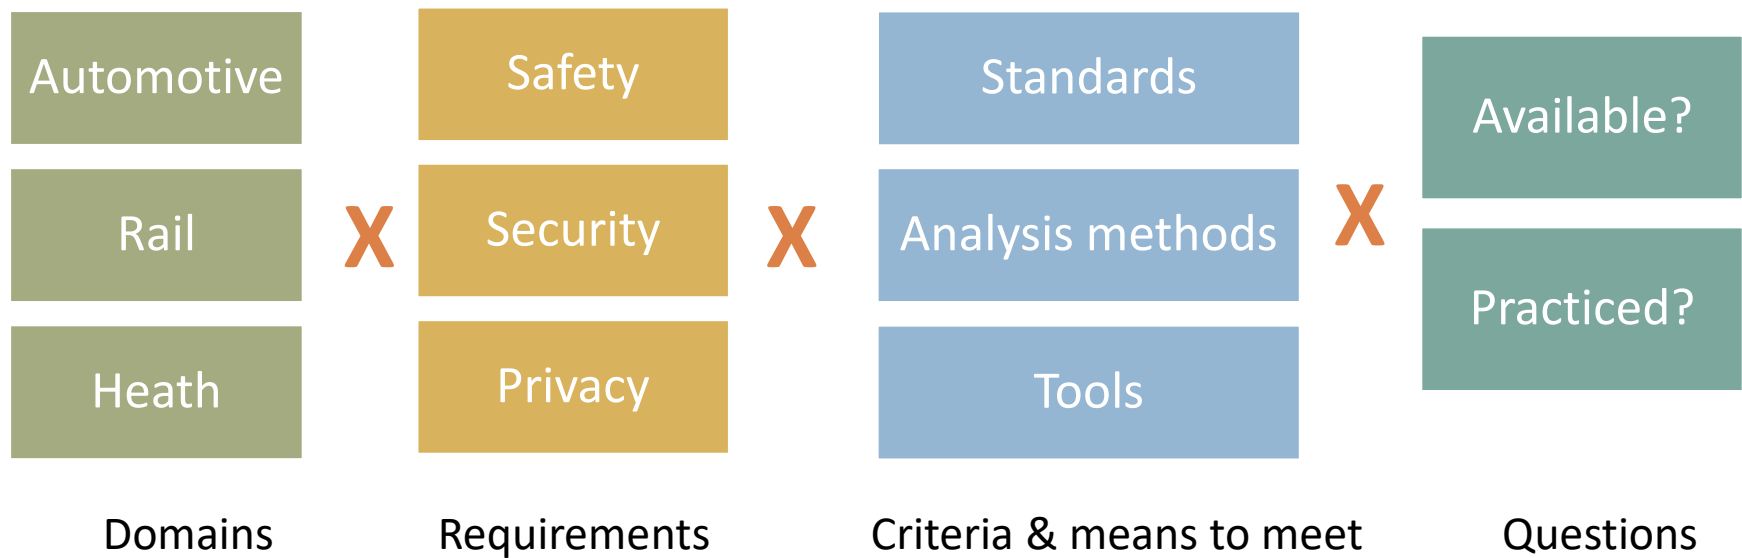 Automotive
Rail
Heath
Domains
X
Safety
Security
Privacy
Requirements
X
Standards
Analysis methods
Tools
Criteria & means to meet
X
Available?
Practiced?
Questions